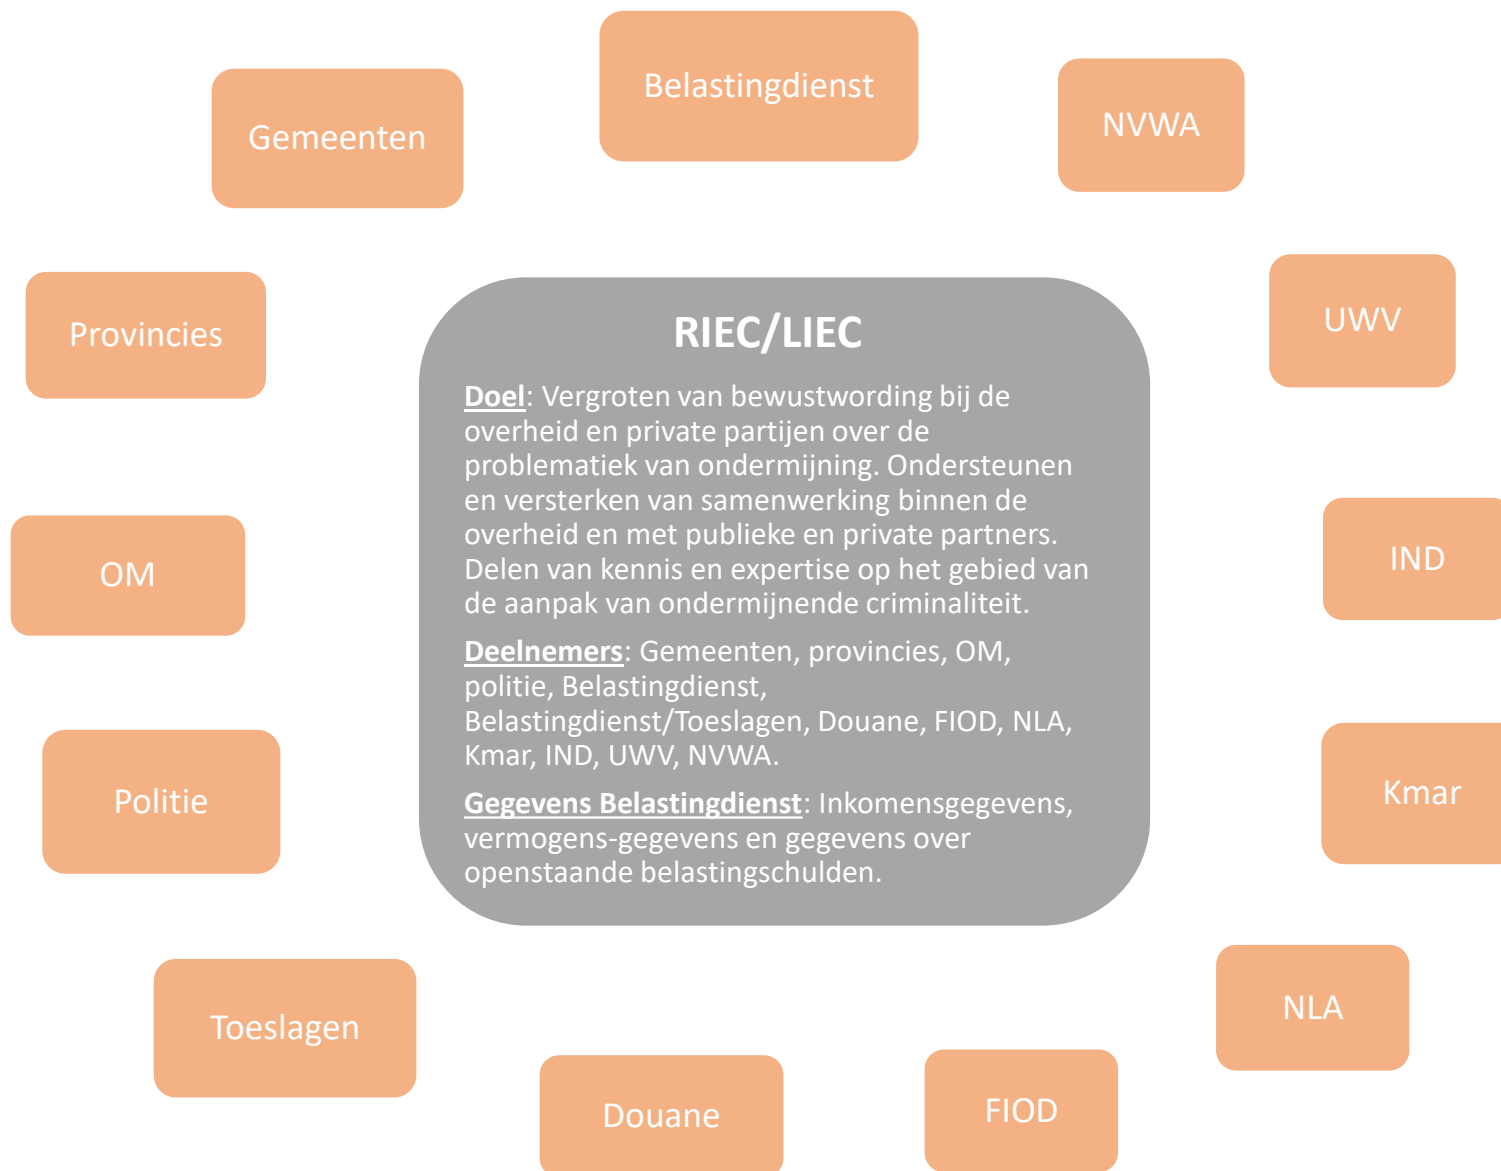 Belastingdienst
Gemeenten
NVWA
Provincies
UWV
RIEC/LIEC
Doel: Vergroten van bewustwording bij de
overheid en private partijen over de
problematiek van ondermijning. Ondersteunen
en versterken van samenwerking binnen de
overheid en met publieke en private partners.
Delen van kennis en expertise op het gebied van
de aanpak van ondermijnende criminaliteit.
Deelnemers: Gemeenten, provincies, OM,
politie, Belastingdienst,
Belastingdienst/Toeslagen, Douane, FIOD, NLA,
Kmar, IND, UWV, NVWA.
Gegevens Belastingdienst: Inkomensgegevens,
vermogens-gegevens en gegevens over
openstaande belastingschulden.
OM
IND
Politie
Kmar
Toeslagen
NLA
Douane
FIOD